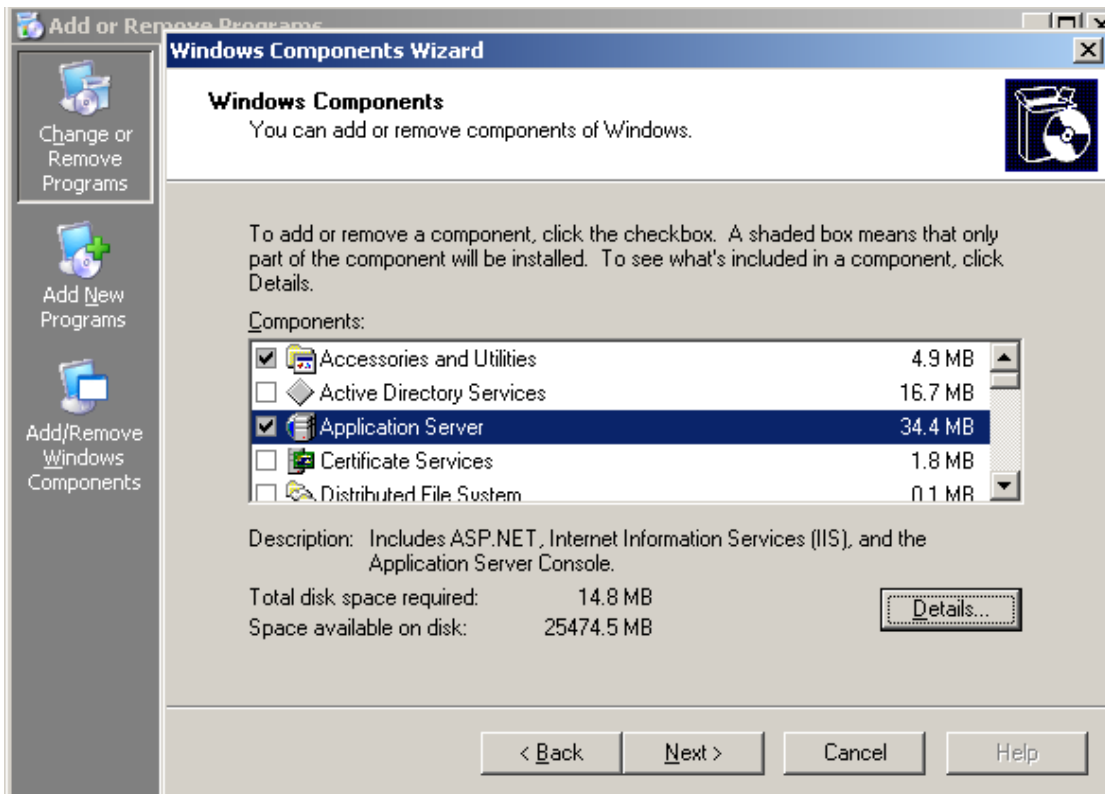 Add or Remove Programs
Windows Components Wizard
Change or
Remove
Programs
Add New
Programs
Add/Remove
Windows
Components
Windows Components
You can add or remove components of Windows.
To add or remove a component, click the checkbox. A shaded box means that only
part of the component will be installed. To see what's included in a component, click
Details.
Components:
Accessories and Utilities 4.9 MB
Active Directory Services 16.7 MB
Application Server 34.4 MB
Certificate Services 1.8 MB
Distributed File System 0.1 MB
Description: Includes ASP.NET, Internet Information Services (IIS), and the
Application Server Console.
Total disk space required: 14.8 MB
Space available on disk: 25474.5 MB
Details...
< Back Next > Cancel Help